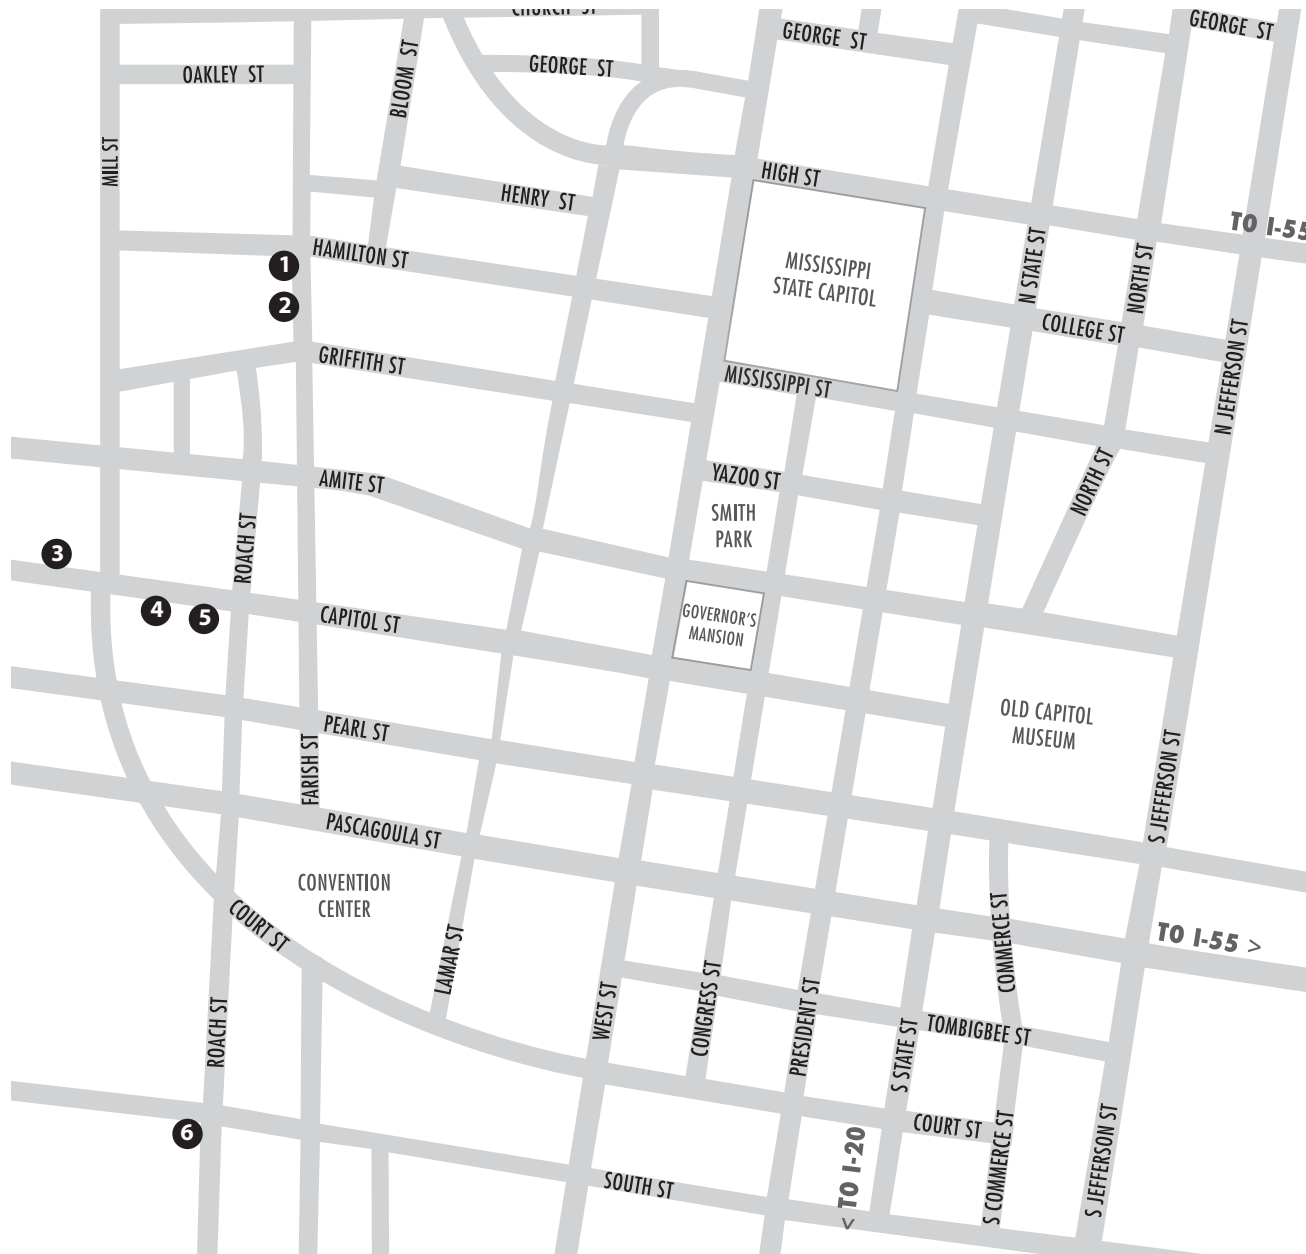 CHURCH ST
GEORGE ST
GEORGE ST
GEORGE ST
OAKLEY ST
BLOOM ST
MILL ST
HENRY ST
HIGH ST
TO I-55
HAMILTON ST
1
2
MISSISSIPPI
STATE CAPITOL
N STATE ST
NORTH ST
COLLEGE ST
N JEFFERSON ST
GRIFFITH ST
MISSISSIPPI ST
AMITE ST
YAZOO ST
NORTH ST
SMITH
PARK
ROACH ST
3
4
5
CAPITOL ST
GOVERNOR'S
MANSION
OLD CAPITOL
MUSEUM
PEARL ST
FARISH ST
S JEFFERSON ST
PASCAGOULA ST
CONVENTION
CENTER
COURT ST
LAMAR ST
COMMERCE ST
TO I-55 >
WEST ST
CONGRESS ST
PRESIDENT ST
TOMBIGBEE ST
S STATE ST
ROACH ST
6
COURT ST
S COMMERCE ST
S JEFFERSON ST
< TO I-20
SOUTH ST